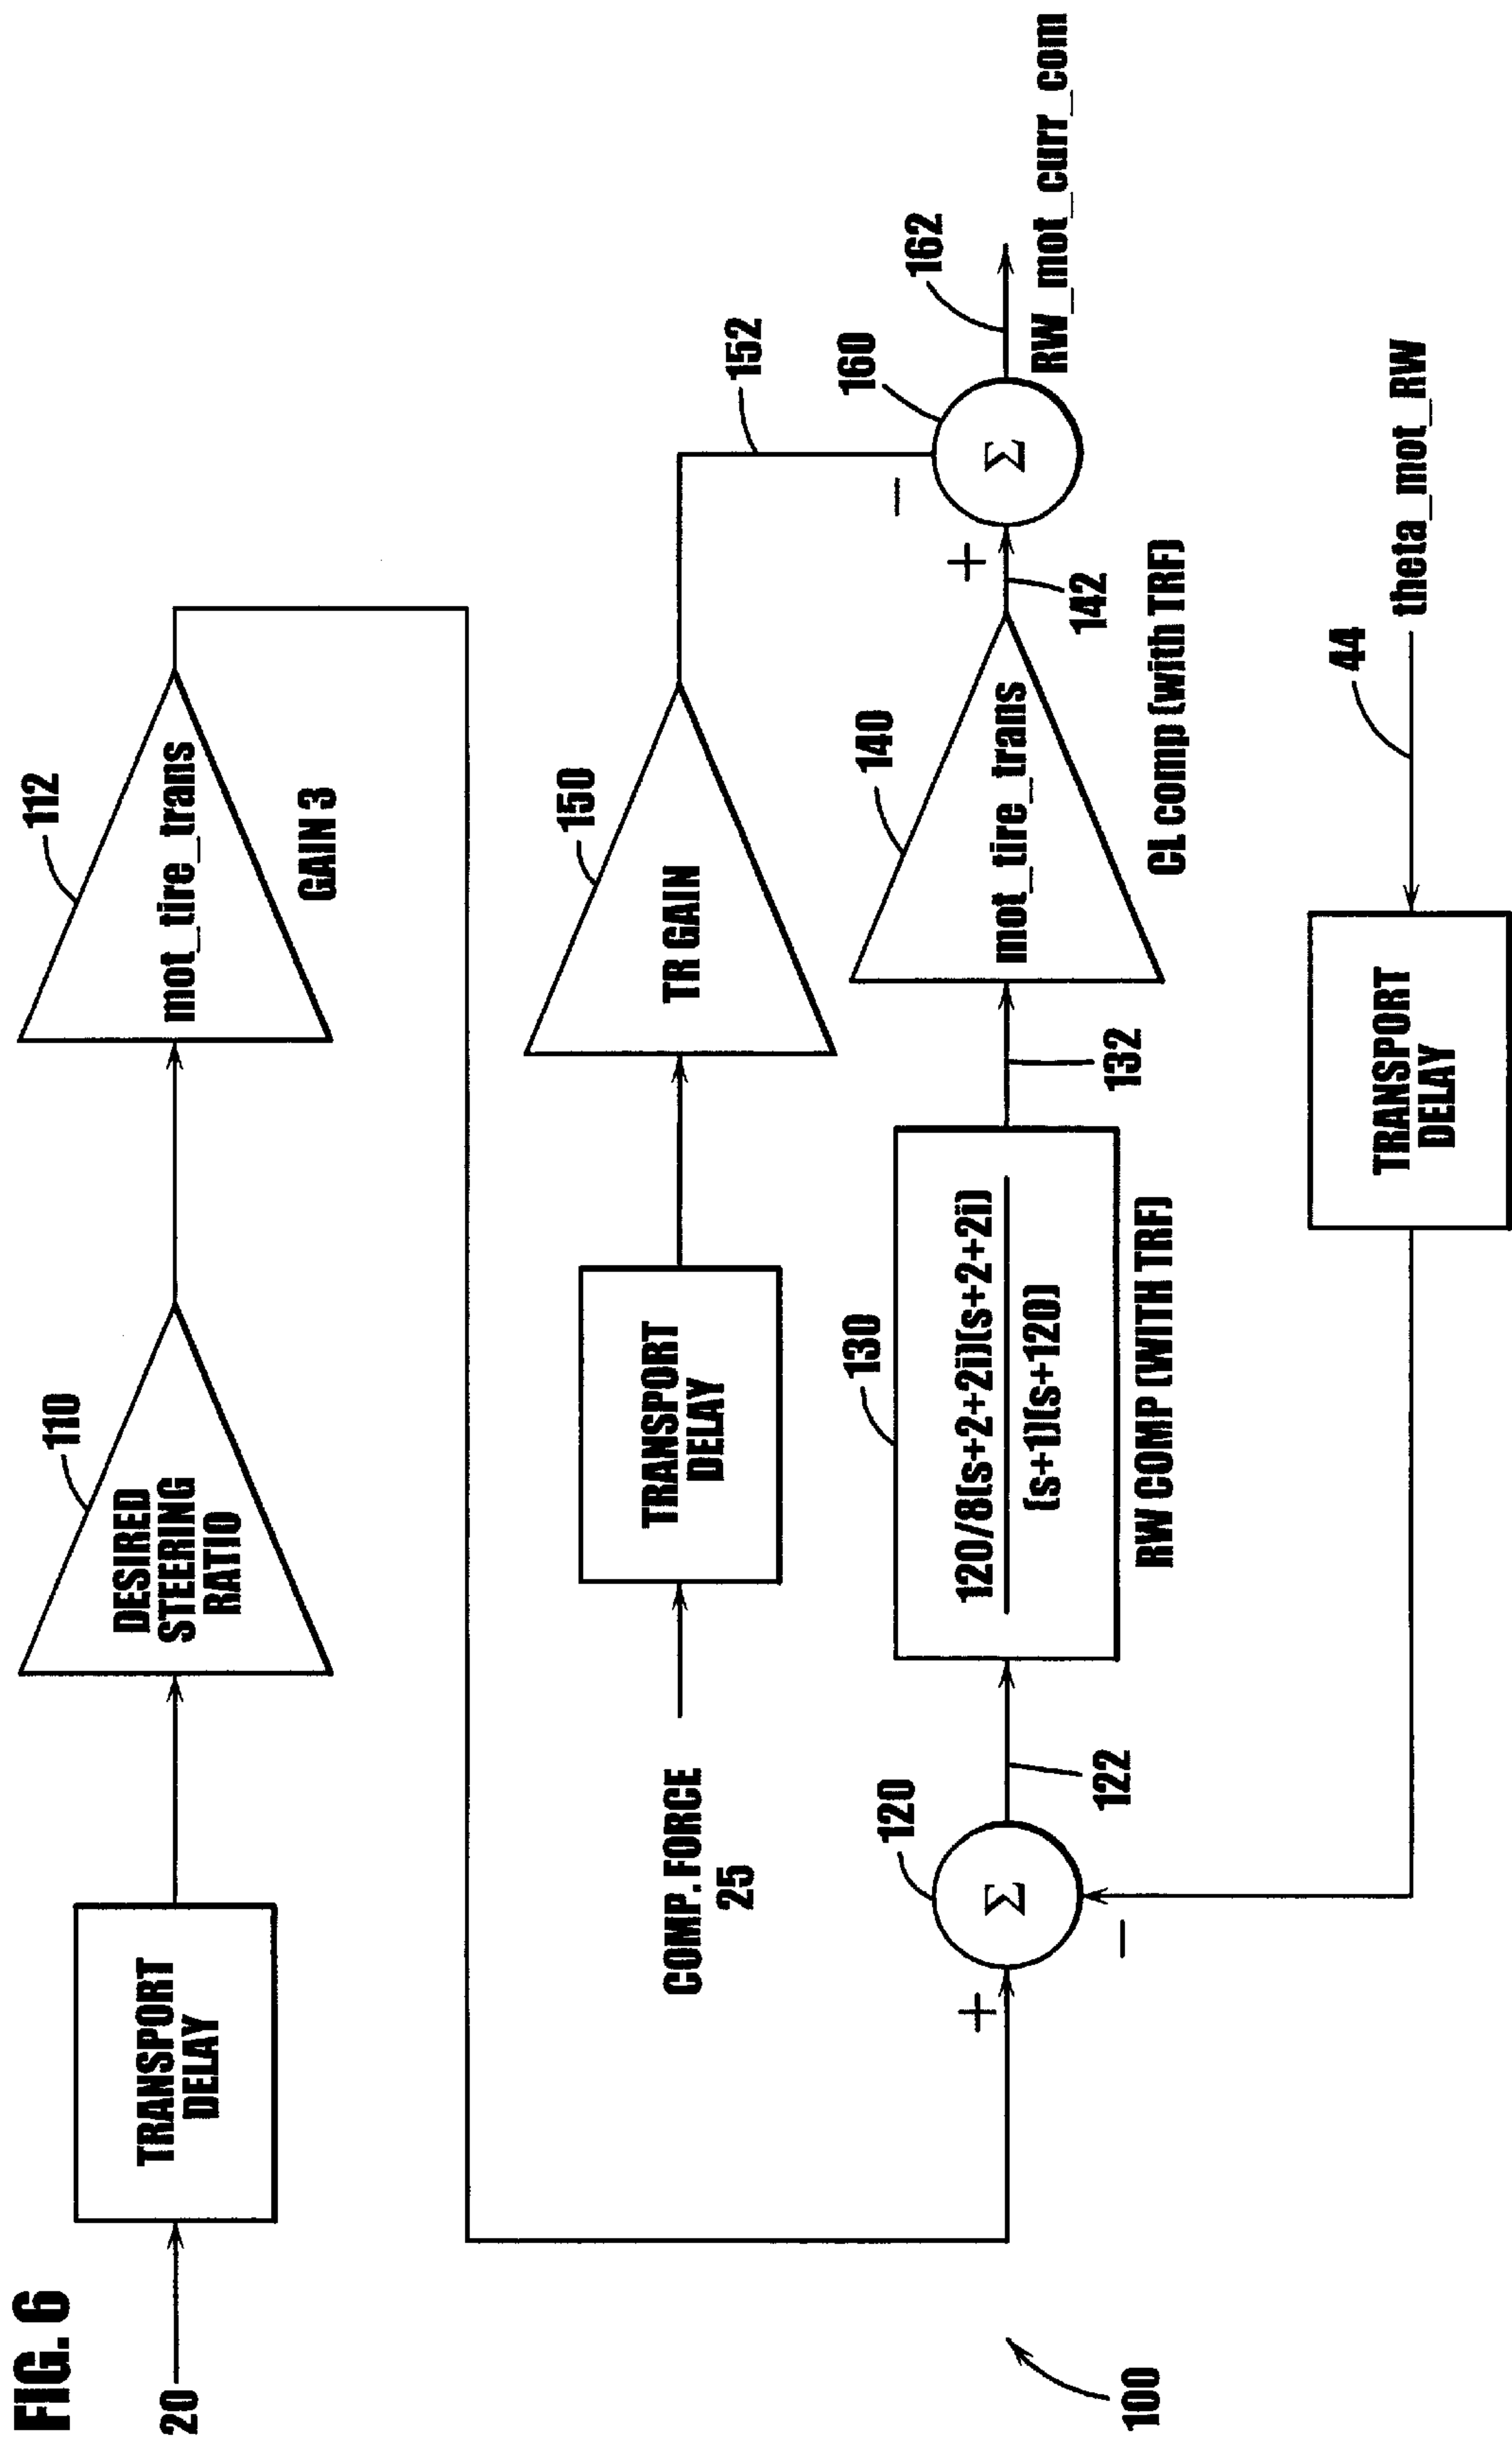 FIG. 6
20
TRANSPORT
DELAY
110
DESIRED
STEERING
RATIO
112
mot_tire_trans
GAIN 3
COMP. FORCE
25
TRANSPORT
DELAY
150
TR GAIN
152
120
+
Σ
−
122
130
120/8(s+2+2i)(s+2+2i)
(s+1)(s+120)
RW COMP (WITH TRF)
132
140
mot_tire_trans
CL comp (with TRF)
142
+
−
160
Σ
162
RW_mot_curr_com
TRANSPORT
DELAY
44
theta_mot_RW
100